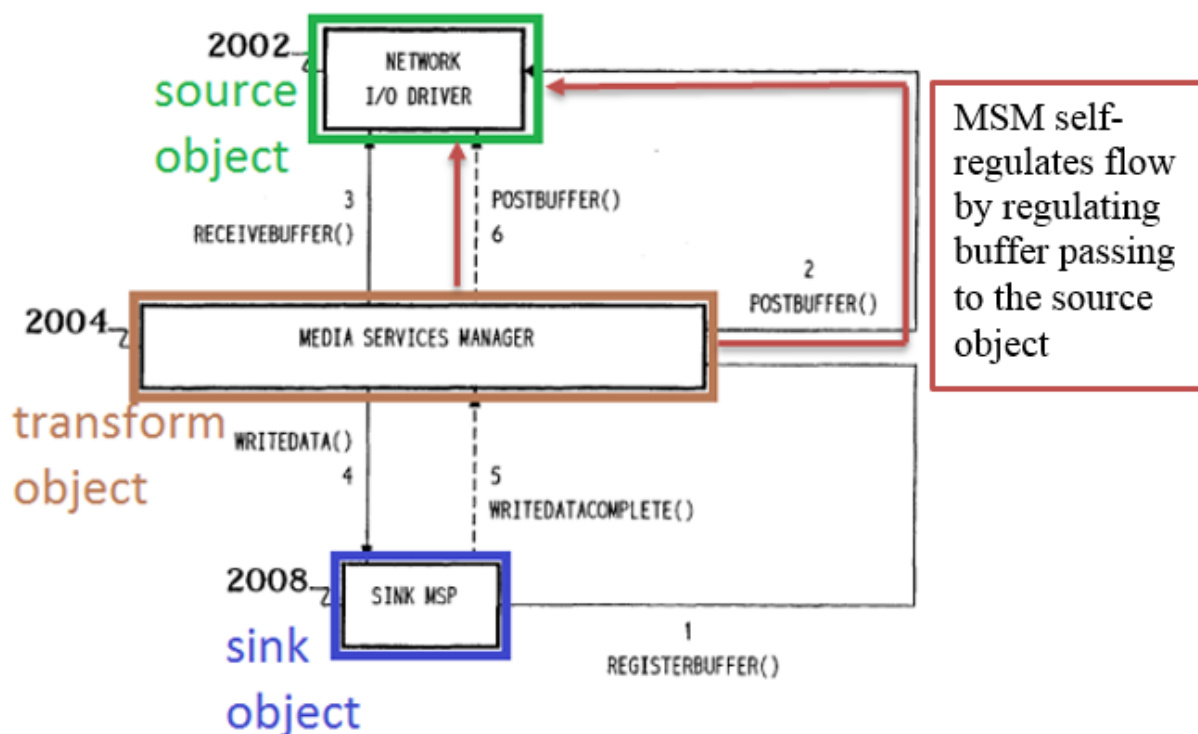 2002
NETWORK
I/O DRIVER
source
object
MSM self-
regulates flow
by regulating
buffer passing
to the source
object
3
RECEIVEBUFFER()
POSTBUFFER()
6
2
POSTBUFFER()
2004
MEDIA SERVICES MANAGER
transform
object
WRITEDATA()
4
5
WRITEDATACOMPLETE()
2008
SINK MSP
sink
object
1
REGISTERBUFFER()